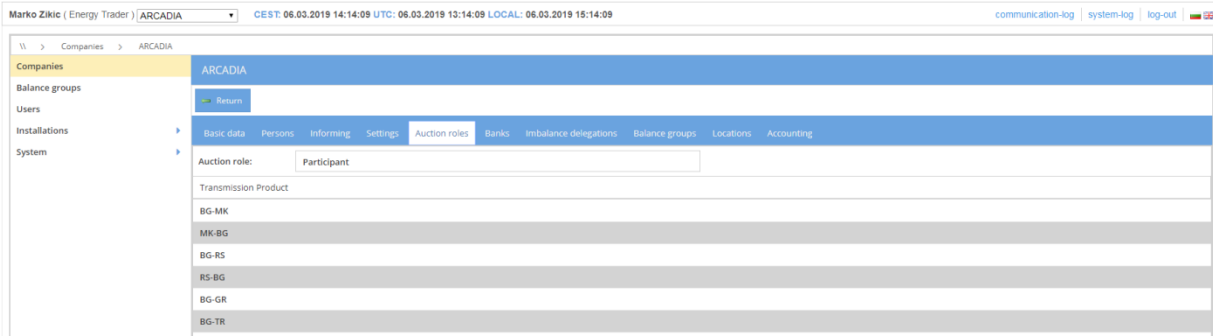 Marko Zikic ( Energy Trader ) ARCADIA CEST: 06.03.2019 14:14:09 UTC: 06.03.2019 13:14:09 LOCAL: 06.03.2019 15:14:09 communication-log system-log log-out
\\ > Companies > ARCADIA
Companies
Balance groups
Users
Installations
System
ARCADIA
Return
Basic data Persons Informing Settings Auction roles Banks Imbalance delegations Balance groups Locations Accounting
Auction role: Participant
Transmission Product
BG-MK
MK-BG
BG-RS
RS-BG
BG-GR
BG-TR